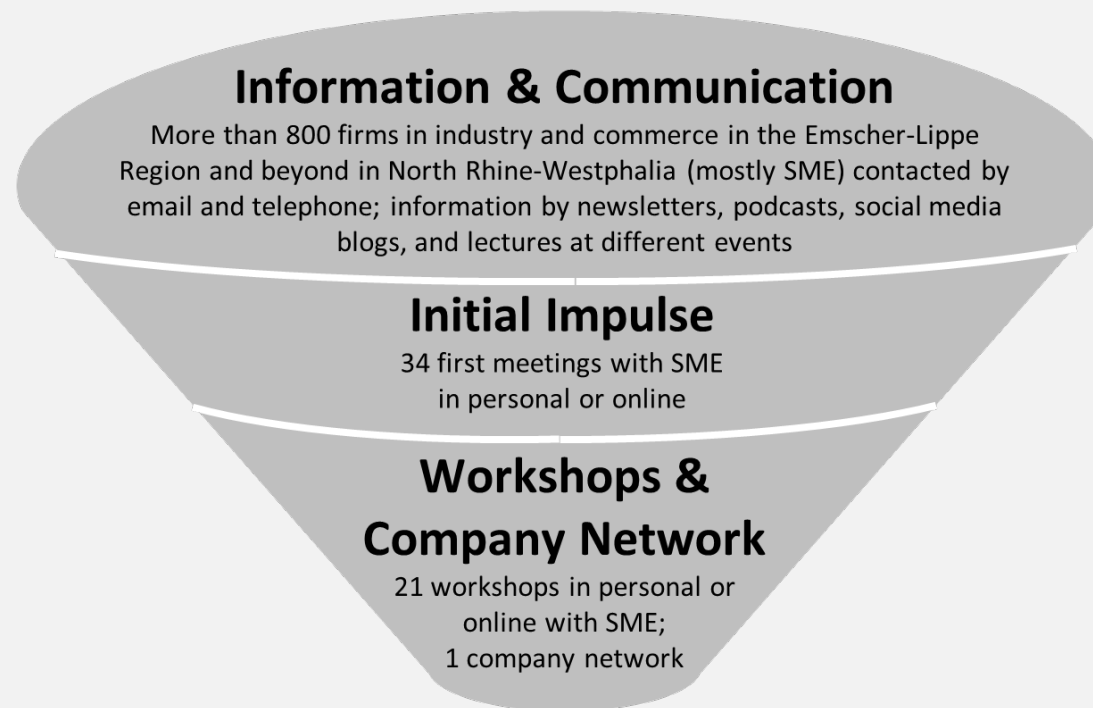 Information & Communication
More than 800 firms in industry and commerce in the Emscher-Lippe
Region and beyond in North Rhine-Westphalia (mostly SME) contacted by
email and telephone; information by newsletters, podcasts, social media
blogs, and lectures at different events
Initial Impulse
34 first meetings with SME
in personal or online
Workshops &
Company Network
21 workshops in personal or
online with SME;
1 company network